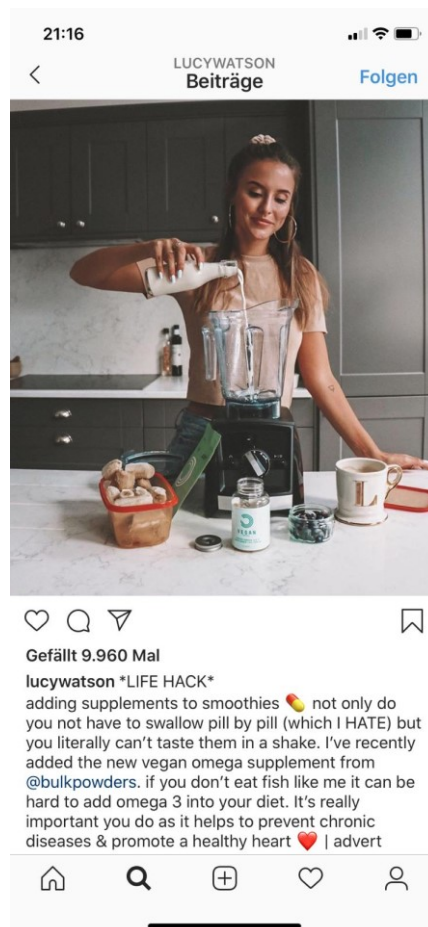 21:16
LUCYWATSON
Beiträge
Folgen
L
VEGAN
Gefällt 9.960 Mal
lucywatson *LIFE HACK*
adding supplements to smoothies 💊 not only do
you not have to swallow pill by pill (which I HATE) but
you literally can’t taste them in a shake. I’ve recently
added the new vegan omega supplement from
@bulkpowders. if you don’t eat fish like me it can be
hard to add omega 3 into your diet. It’s really
important you do as it helps to prevent chronic
diseases & promote a healthy heart ❤️ | advert